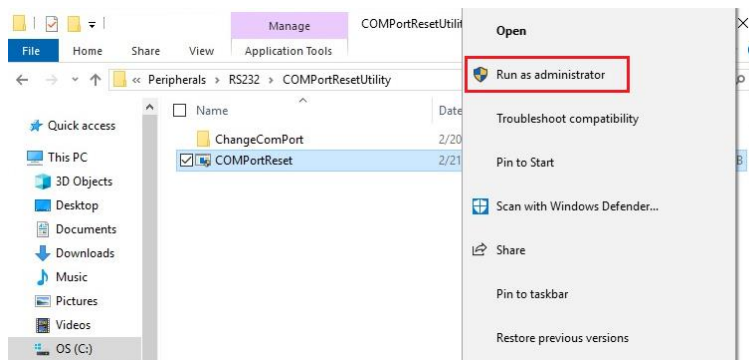 Manage
COMPortResetUtilit
File
Home
Share
View
Application Tools
« Peripherals › RS232 › COMPortResetUtility
Name
Date
Quick access
ChangeComPort
2/20
This PC
COMPortReset
2/21
B
3D Objects
Desktop
Documents
Downloads
Music
Pictures
Videos
OS (C:)
Open
Run as administrator
Troubleshoot compatibility
Pin to Start
Scan with Windows Defender...
Share
Pin to taskbar
Restore previous versions